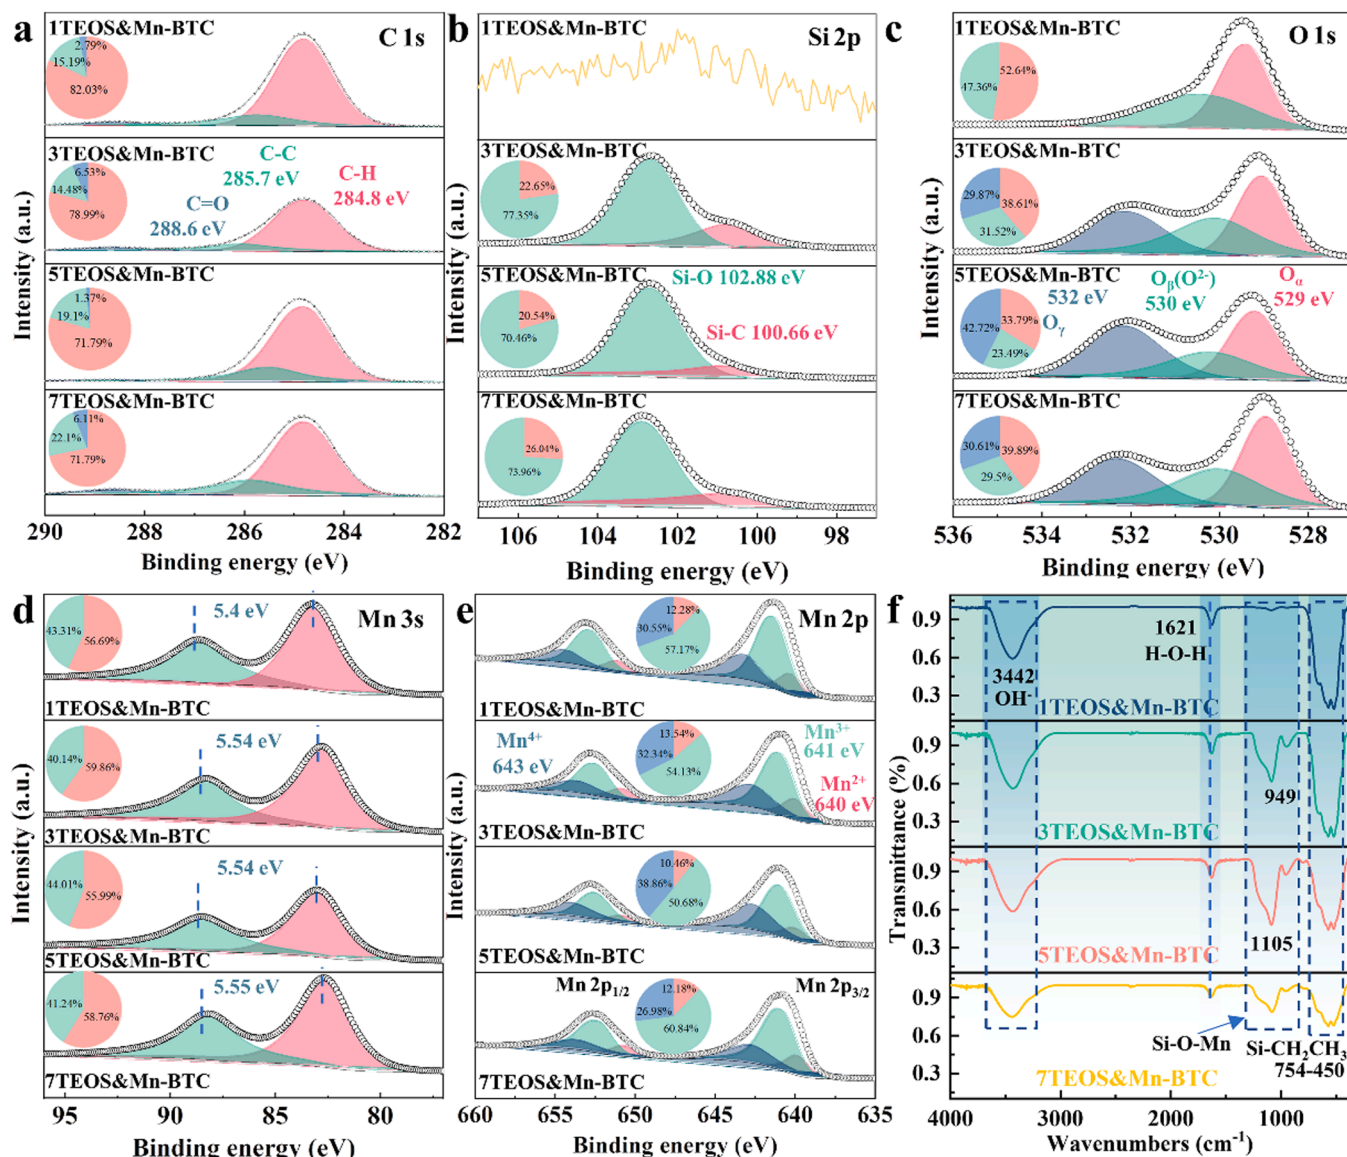 a
1TEOS&Mn-BTC
C 1s
2.79%
15.19%
82.03%
3TEOS&Mn-BTC
6.53%
14.48%
78.99%
C-C
285.7 eV
C-H
284.8 eV
C=O
288.6 eV
5TEOS&Mn-BTC
1.37%
19.1%
71.79%
7TEOS&Mn-BTC
6.11%
22.1%
71.79%
290 288 286 284 282
Binding energy (eV)
Intensity (a.u.)
b
1TEOS&Mn-BTC
Si 2p
3TEOS&Mn-BTC
22.65%
77.35%
5TEOS&Mn-BTC
Si-O 102.88 eV
20.54%
70.46%
Si-C 100.66 eV
7TEOS&Mn-BTC
26.04%
73.96%
106 104 102 100 98
Binding energy (eV)
Intensity (a.u.)
c
1TEOS&Mn-BTC
O 1s
52.64%
47.36%
3TEOS&Mn-BTC
29.87%
38.61%
31.52%
5TEOS&Mn-BTC
532 eV
Oγ
Oβ(O²⁻)
530 eV
Oα
529 eV
42.72%
33.79%
23.49%
7TEOS&Mn-BTC
30.61%
39.89%
29.5%
536 534 532 530 528
Binding energy (eV)
Intensity (a.u.)
d
5.4 eV
Mn 3s
43.31%
56.69%
1TEOS&Mn-BTC
5.54 eV
40.14%
59.86%
3TEOS&Mn-BTC
5.54 eV
44.01%
55.99%
5TEOS&Mn-BTC
5.55 eV
41.24%
58.76%
7TEOS&Mn-BTC
95 90 85 80
Binding energy (eV)
Intensity (a.u.)
e
Mn 2p
12.28%
30.55%
57.17%
1TEOS&Mn-BTC
Mn⁴⁺
643 eV
13.54%
32.34%
54.13%
Mn³⁺
641 eV
Mn²⁺
640 eV
3TEOS&Mn-BTC
10.46%
38.86%
50.68%
5TEOS&Mn-BTC
Mn 2p₁/₂
Mn 2p₃/₂
12.18%
26.98%
60.84%
7TEOS&Mn-BTC
660 655 650 645 640 635
Binding energy (eV)
Intensity (a.u.)
f
0.9
0.6
0.3
3442
OH⁻
1621
H-O-H
1TEOS&Mn-BTC
0.9
0.6
0.3
949
3TEOS&Mn-BTC
0.9
0.6
0.3
1105
5TEOS&Mn-BTC
0.9
0.6
0.3
Si-O-Mn
Si-CH₂CH₃
754-450
7TEOS&Mn-BTC
4000 3000 2000 1000
Wavenumbers (cm⁻¹)
Transmittance (%)